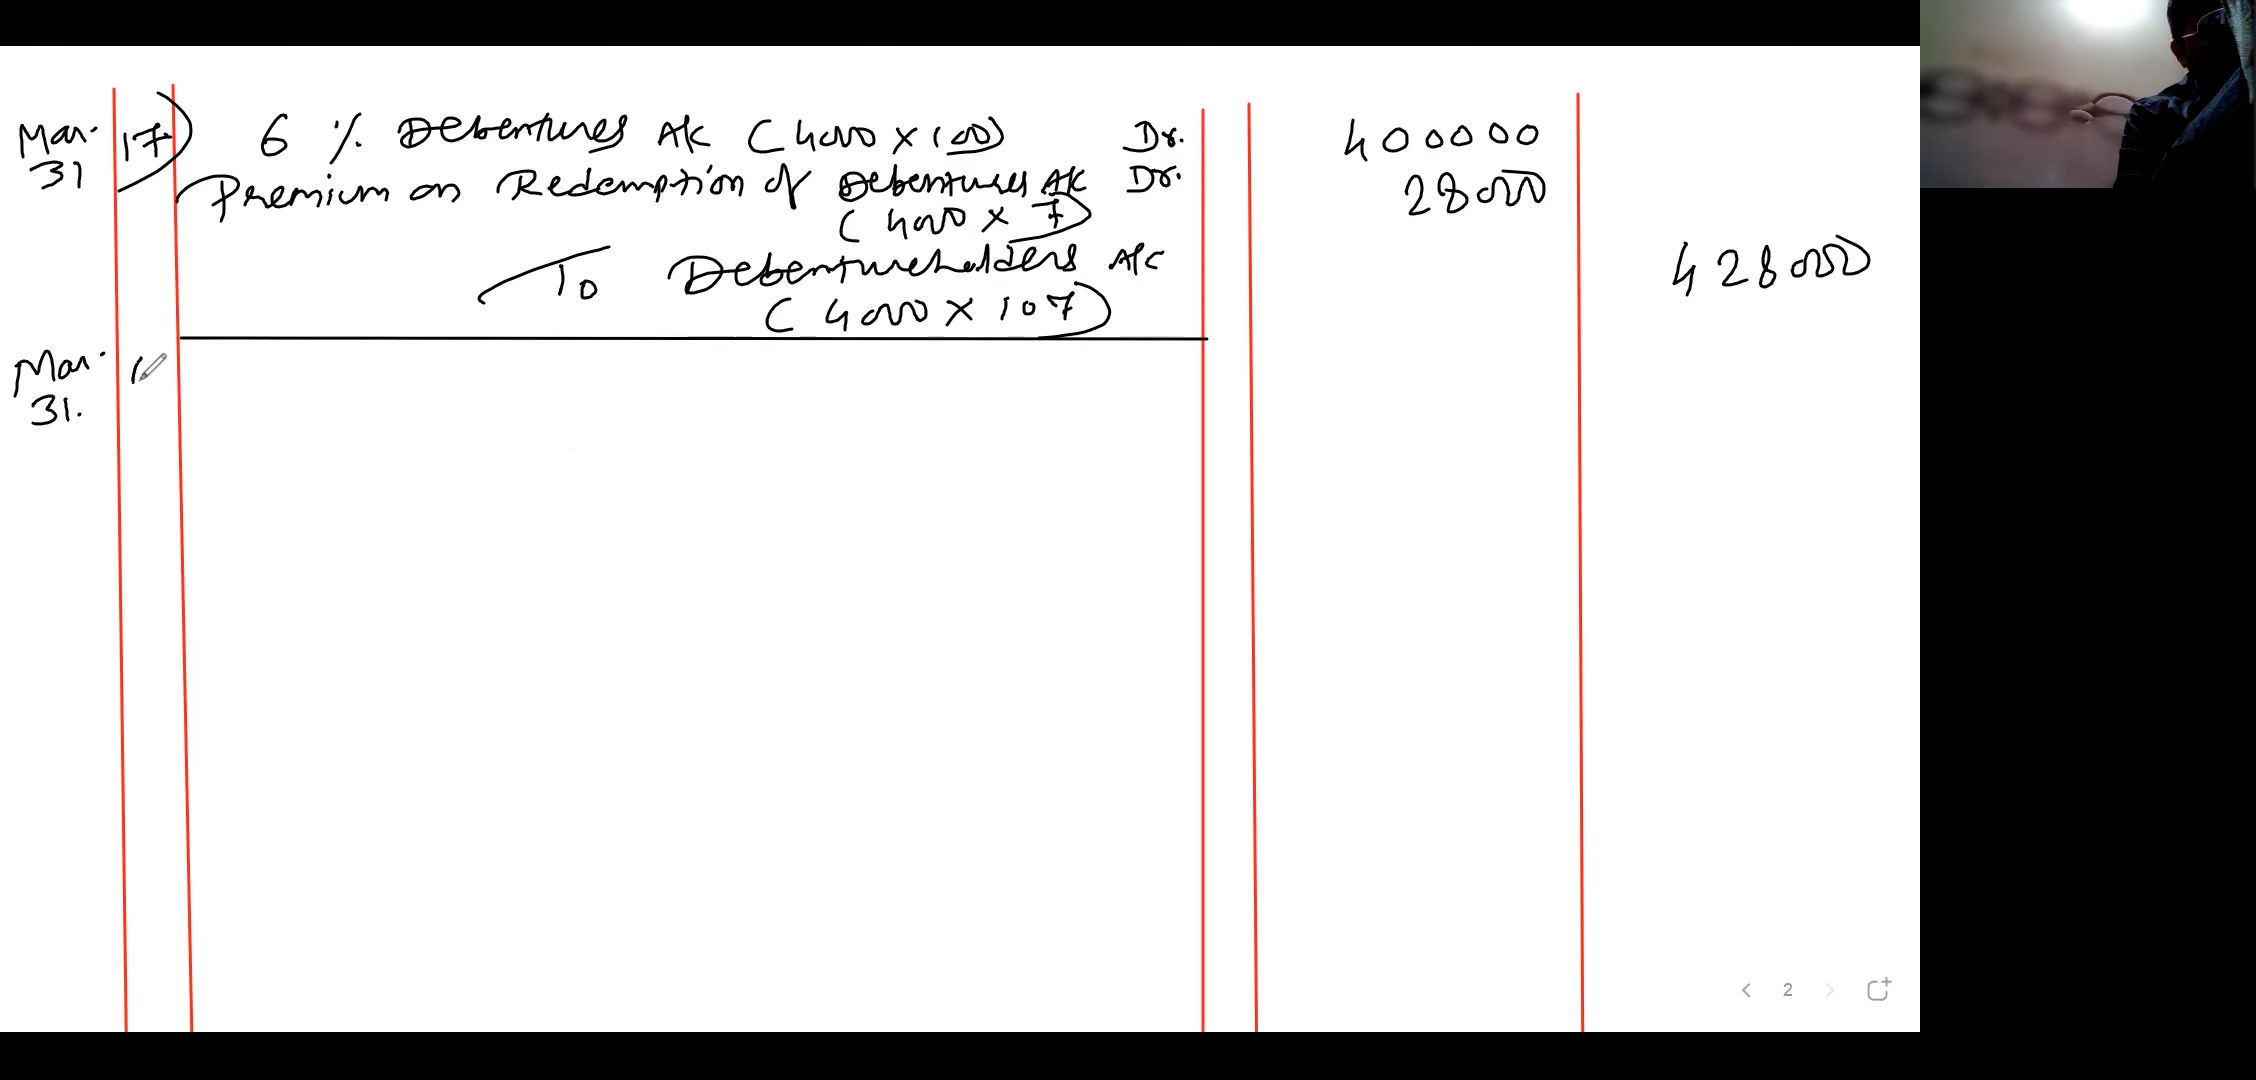 Mar. 17) 6 % Debentures A/c (4000 x 100) Dr. 400000
31 Premium on Redemption of Debentures A/c Dr. 28000
(4000 x 7)
To Debentureholders A/c 428000
(4000 x 107)
Mar. 1
31.
2